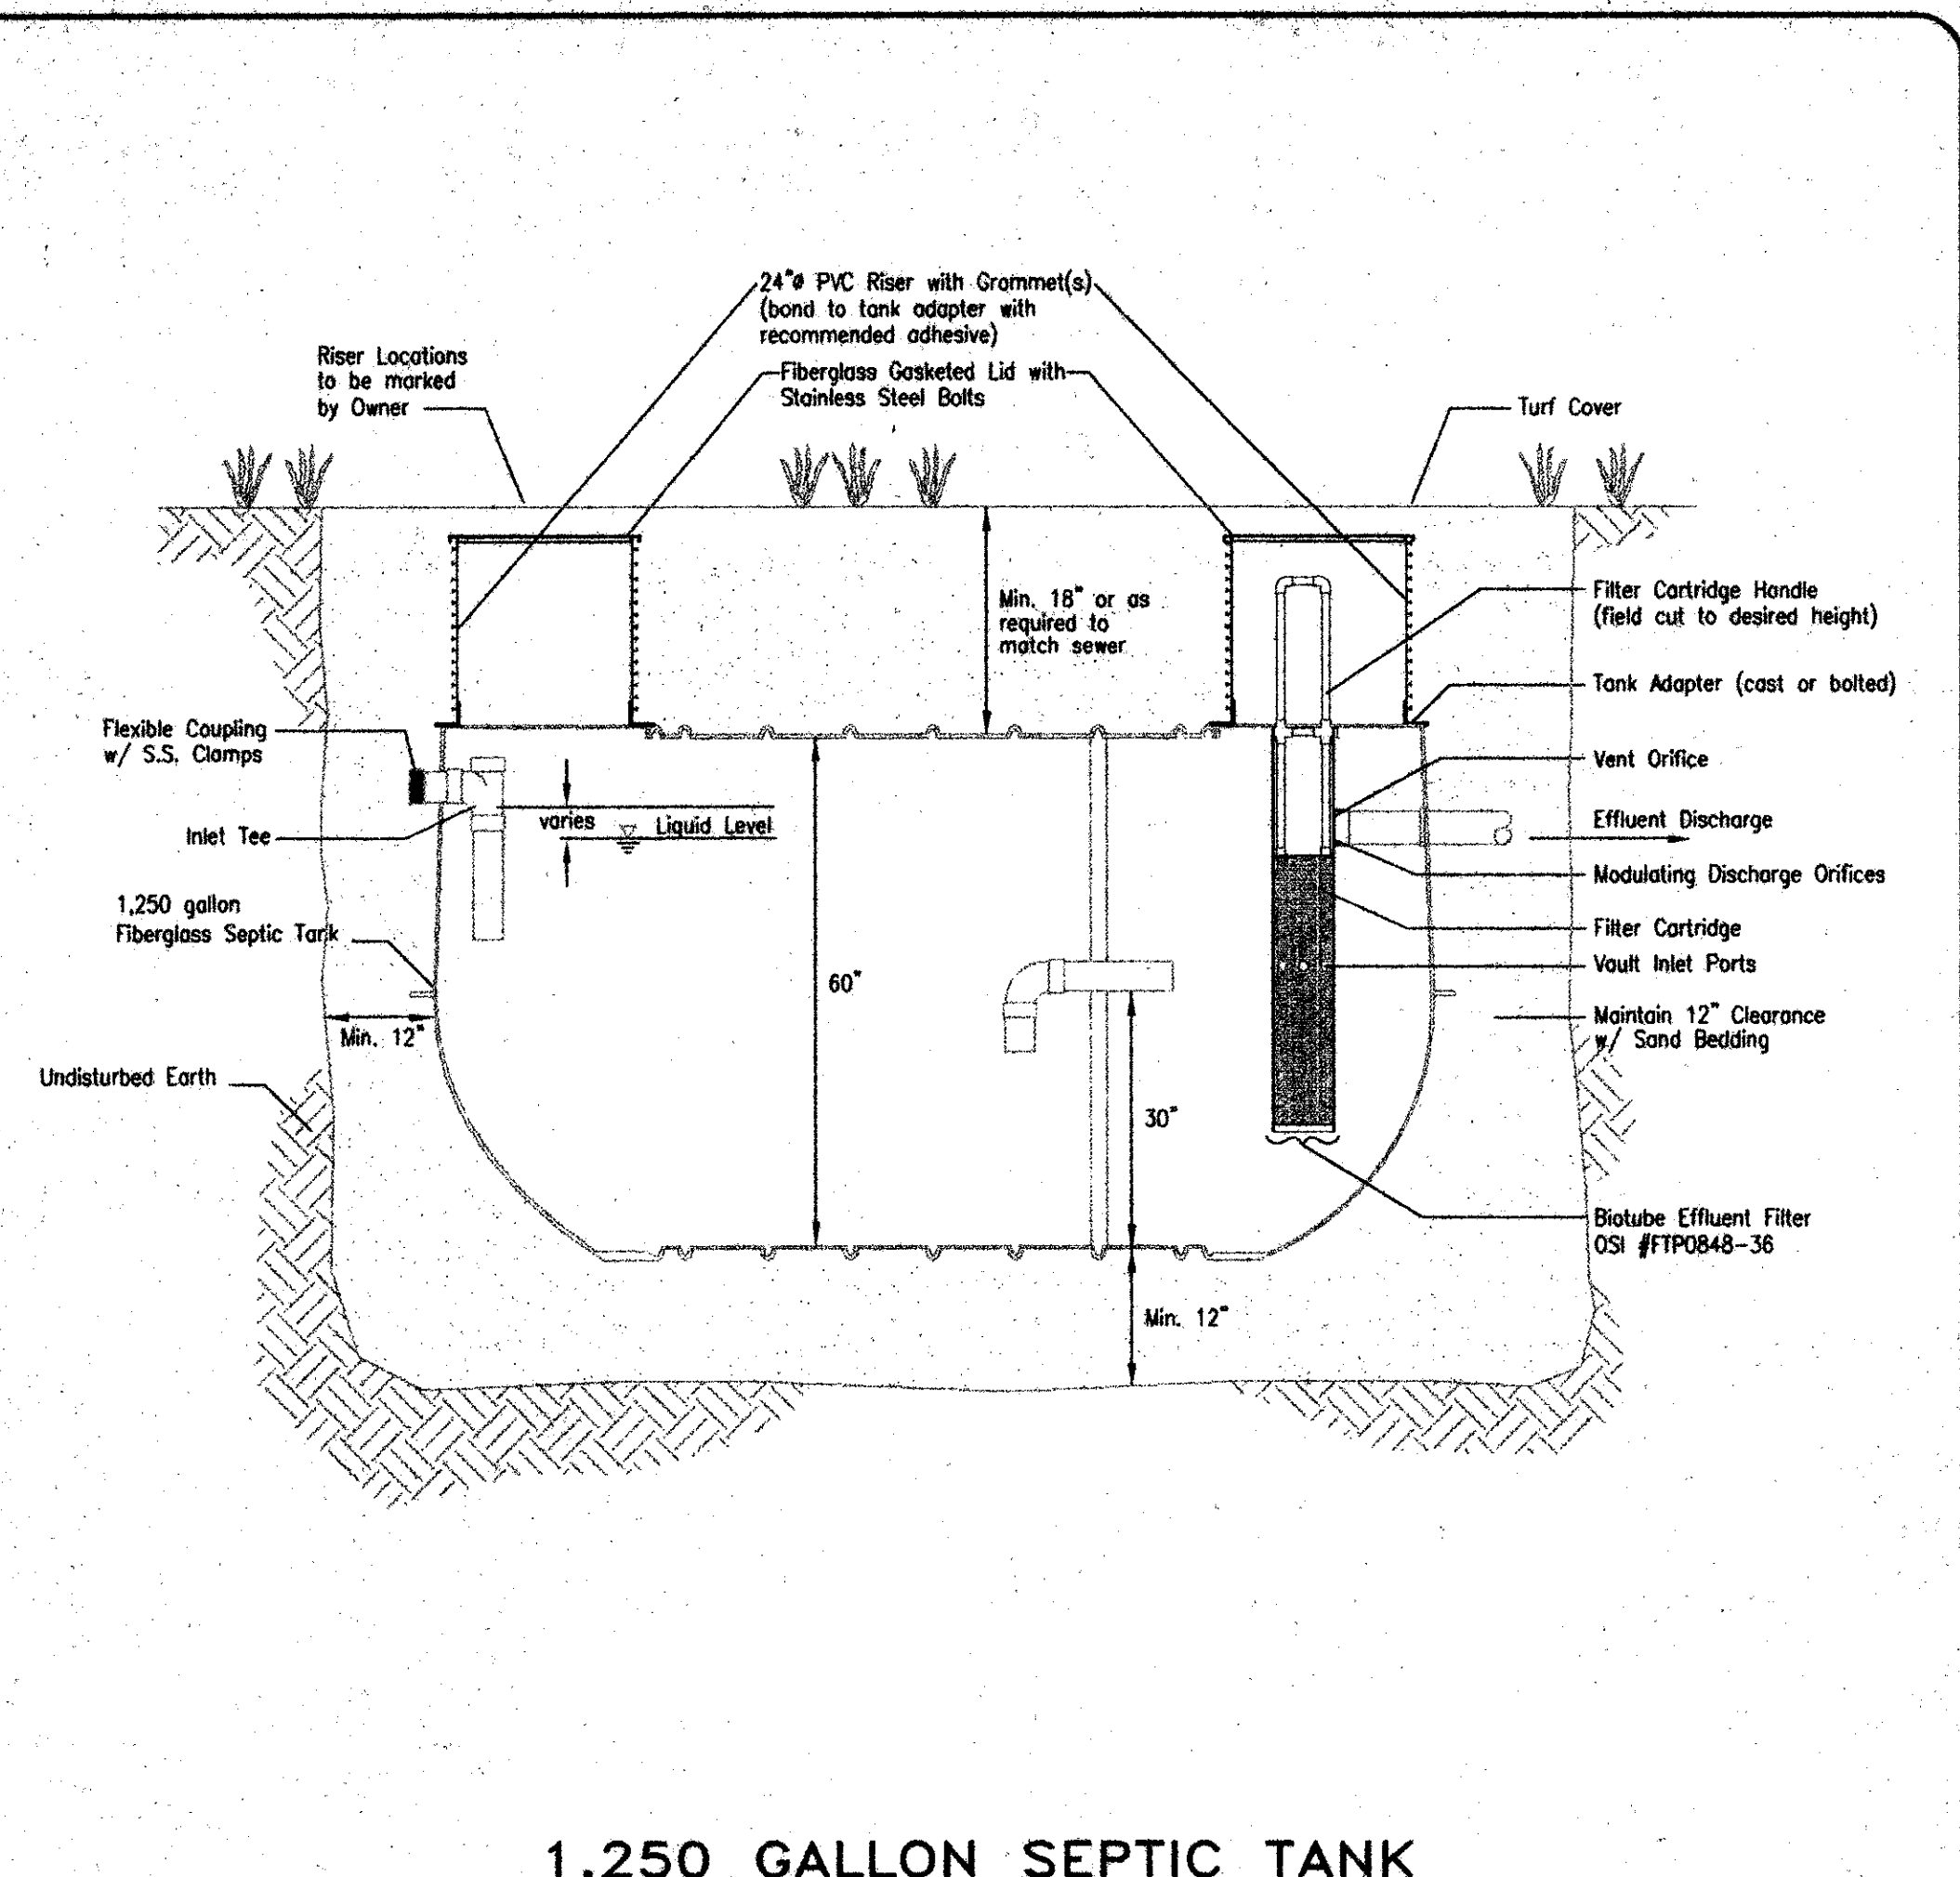 24"ø PVC Riser with Grommet(s)
(bond to tank adapter with
recommended adhesive)
Riser Locations
to be marked
by Owner
Fiberglass Gasketed Lid with
Stainless Steel Bolts
Turf Cover
Min. 18" or as
required to
match sewer
Filter Cartridge Handle
(field cut to desired height)
Tank Adapter (cast or bolted)
Flexible Coupling
w/ S.S. Clamps
Vent Orifice
Inlet Tee
varies
Liquid Level
Effluent Discharge
Modulating Discharge Orifices
1,250 gallon
Fiberglass Septic Tank
Filter Cartridge
Vault Inlet Ports
60"
Min. 12"
Maintain 12" Clearance
w/ Sand Bedding
Undisturbed Earth
30"
Biotube Effluent Filter
OSI #FTP0848-36
Min. 12"
1,250 GALLON SEPTIC TANK